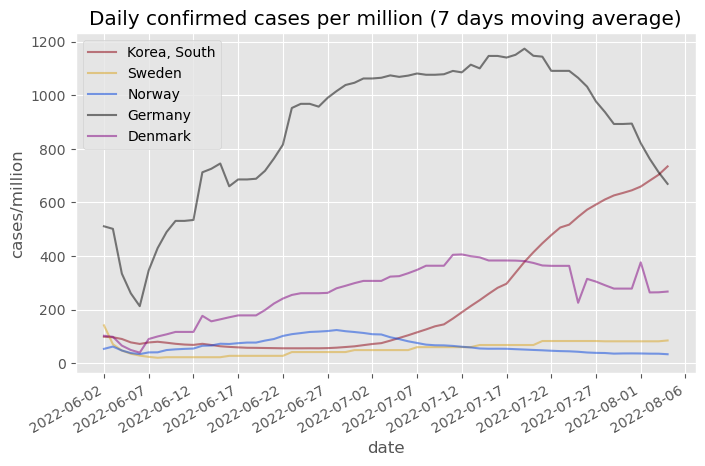 Daily confirmed cases per million (7 days moving average)
1200
1000
800
600
400
200
0
cases/million
Korea, South
Sweden
Norway
Germany
Denmark
2022-06-02
2022-06-07
2022-06-12
2022-06-17
2022-06-22
2022-06-27
2022-07-02
2022-07-07
2022-07-12
2022-07-17
2022-07-22
2022-07-27
2022-08-01
2022-08-06
date